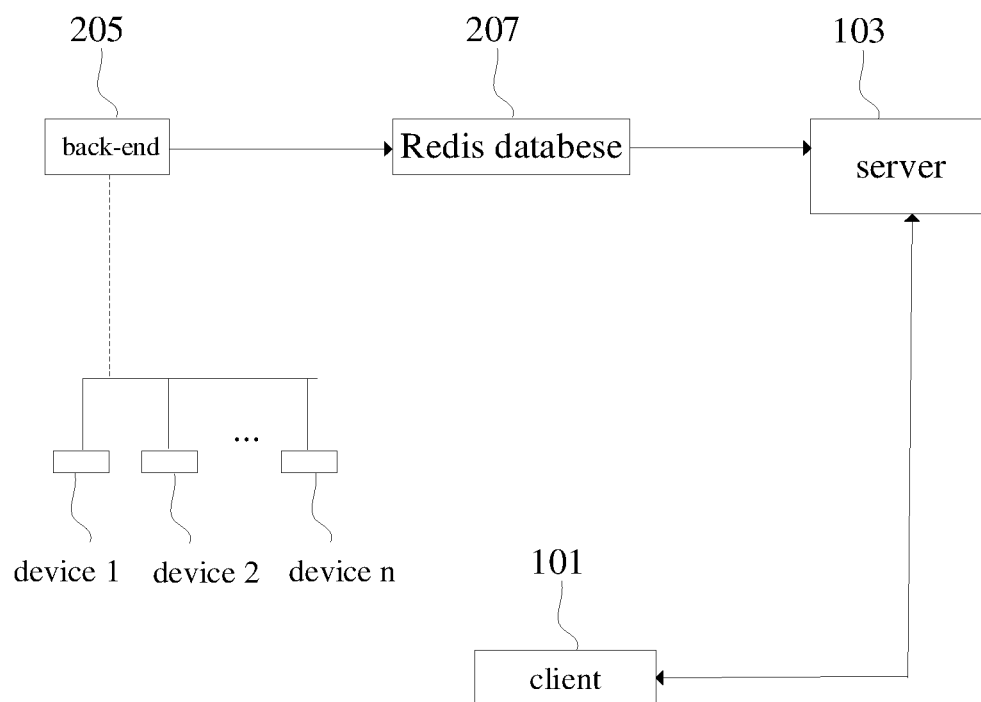 205
207
103
back-end
Redis databese
server
...
device 1
device 2
device n
101
client